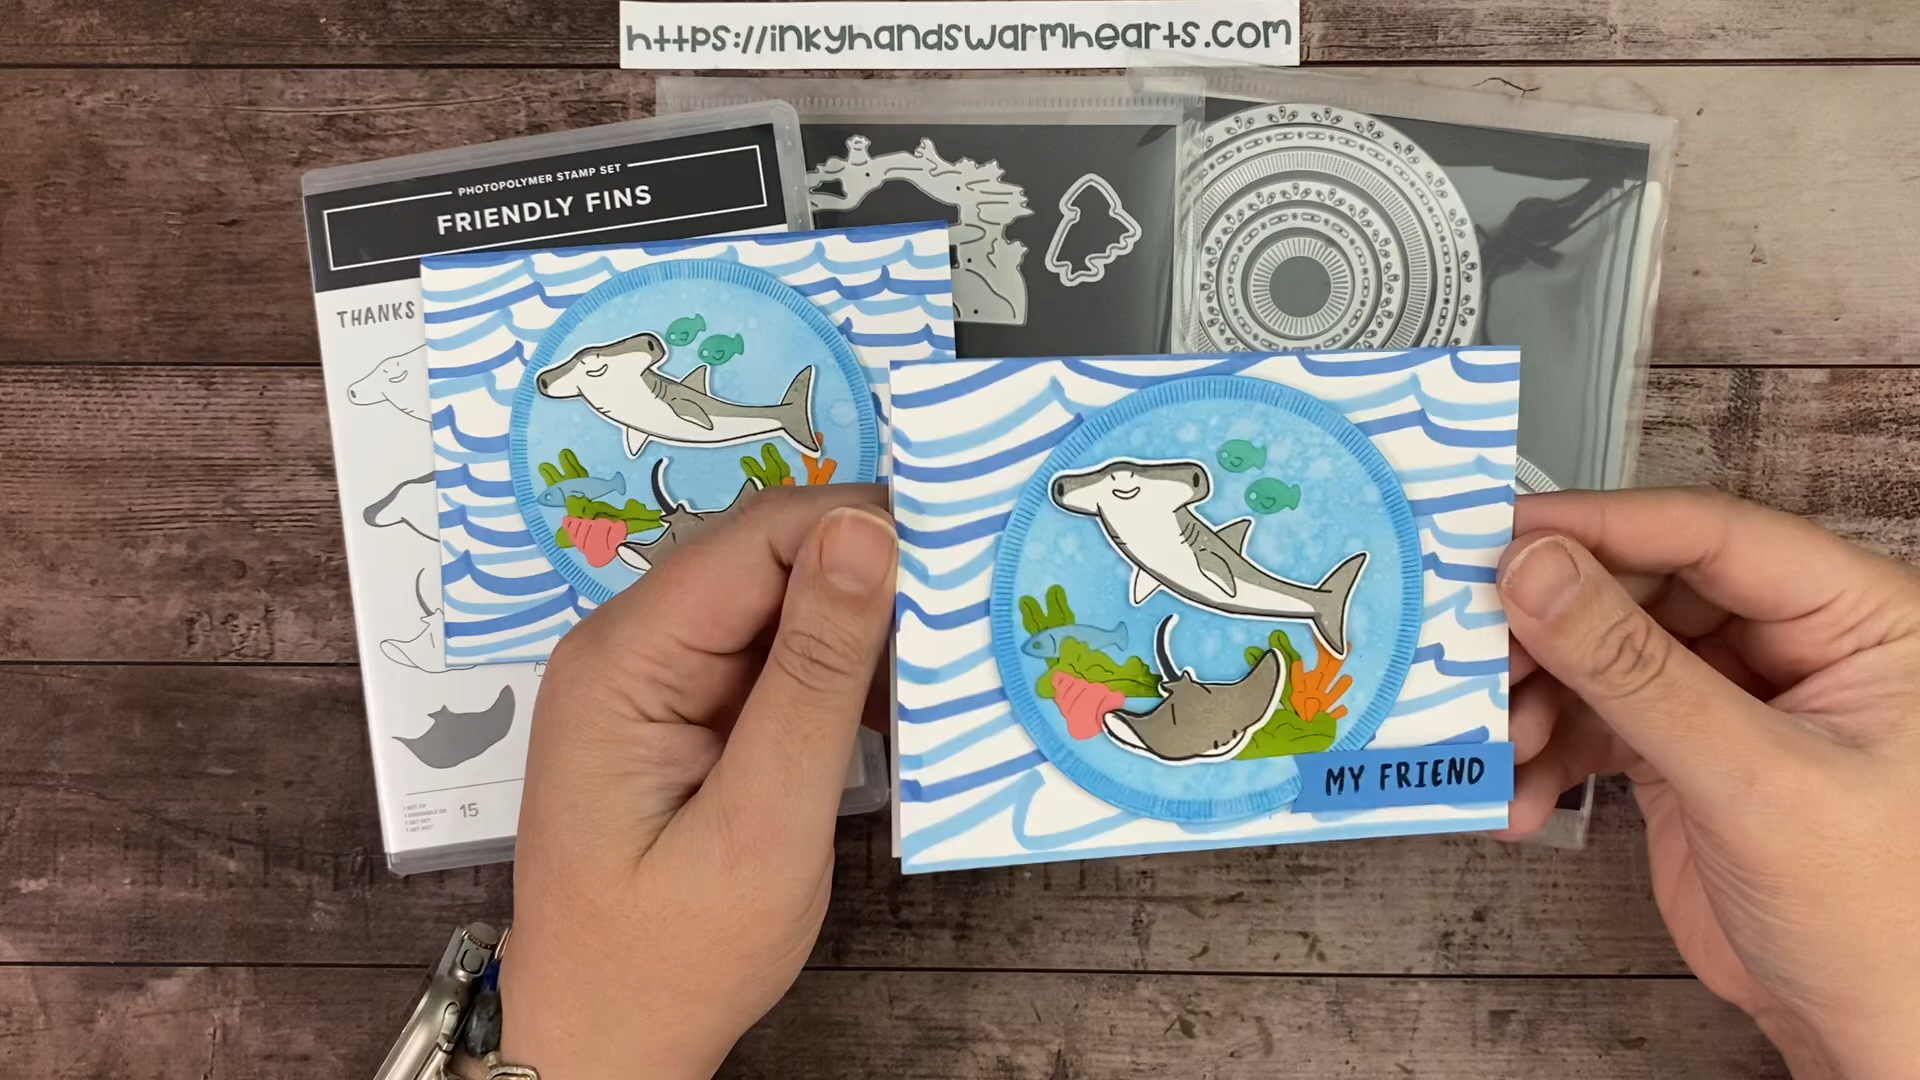 https://inkyhandswarmhearts.com
PHOTOPOLYMER STAMP SET
FRIENDLY FINS
THANKS
15
MY FRIEND